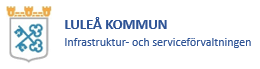 LULEÅ KOMMUN
Infrastruktur- och serviceförvaltningen